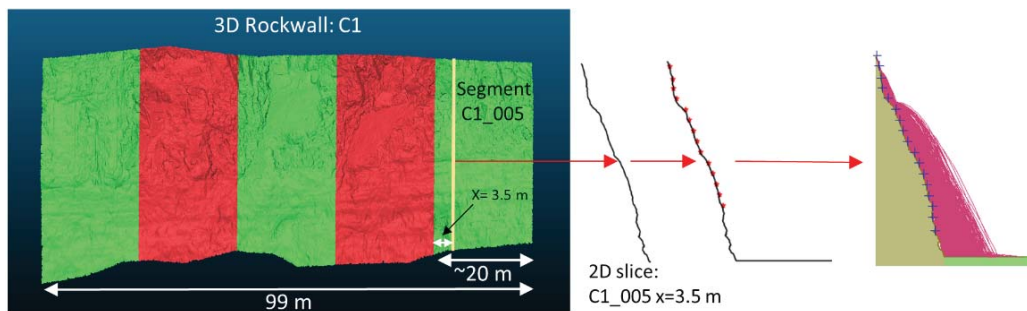 3D Rockwall: C1
Segment
C1_005
X= 3.5 m
~20 m
99 m
2D slice:
C1_005 x=3.5 m